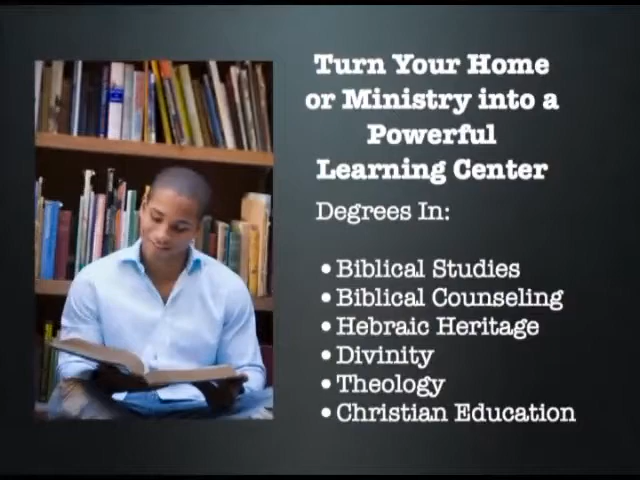 Turn Your Home
or Ministry into a
Powerful
Learning Center
Degrees In:
•Biblical Studies
•Biblical Counseling
•Hebraic Heritage
•Divinity
•Theology
•Christian Education